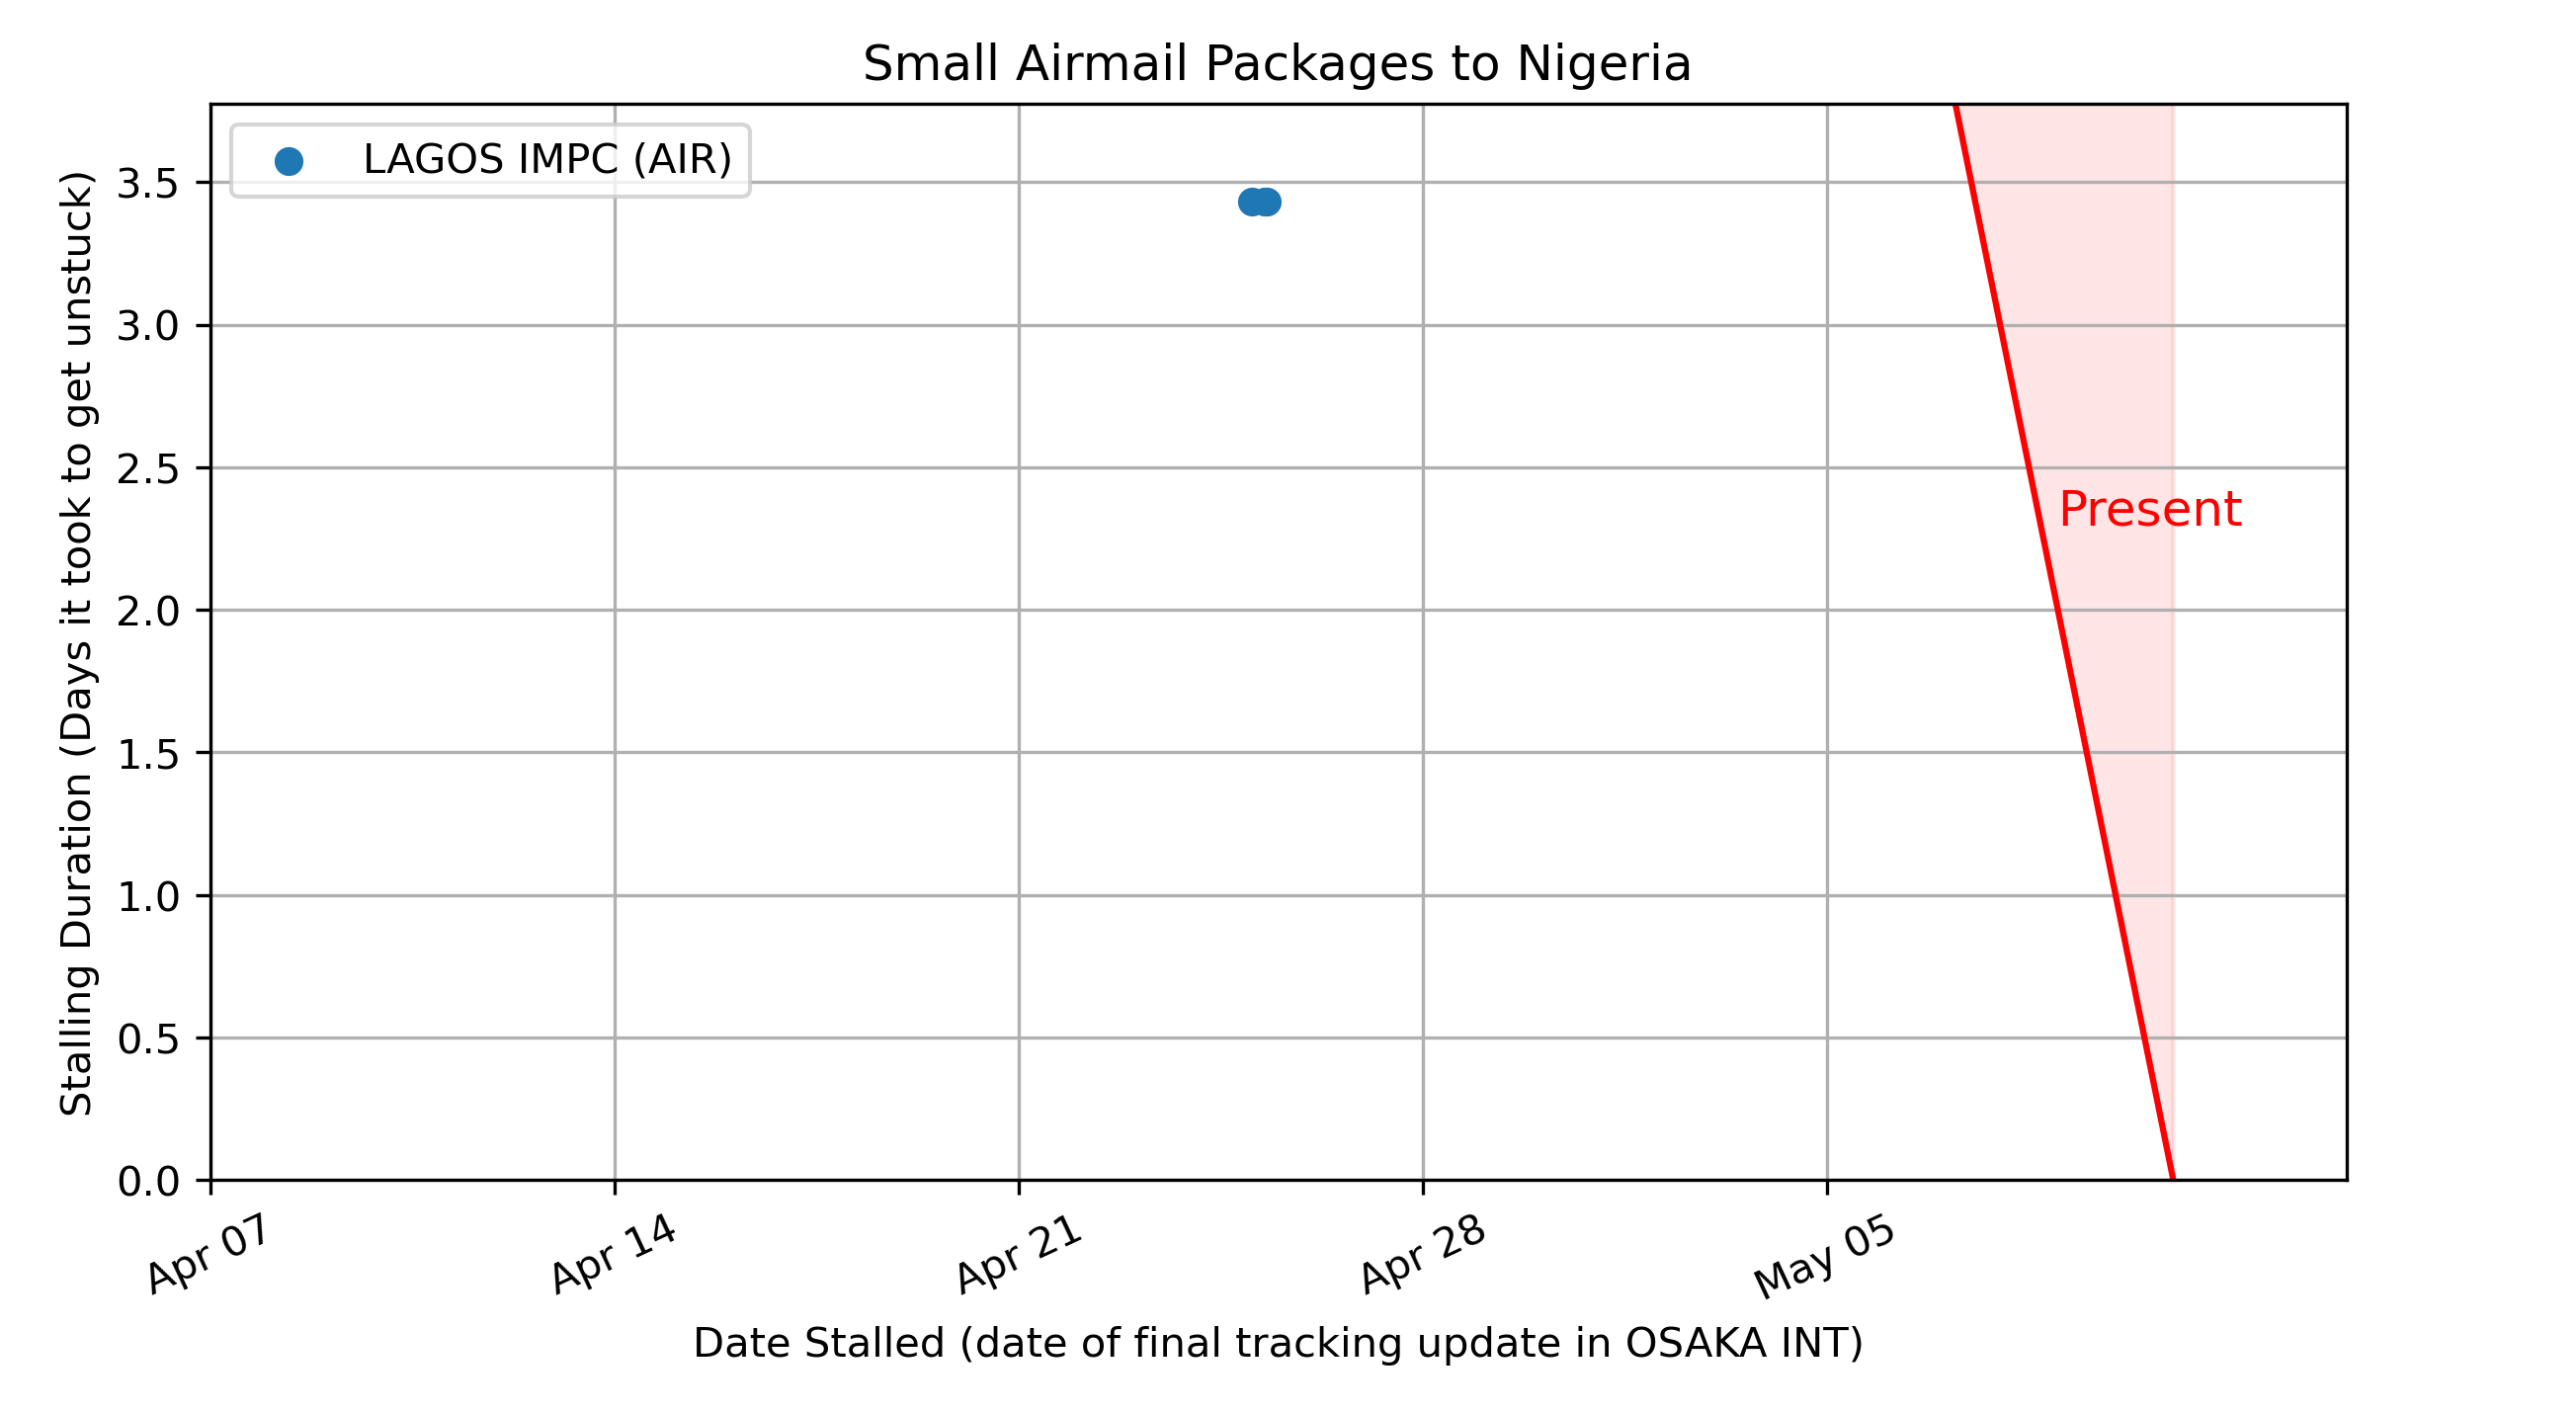 Small Airmail Packages to Nigeria
LAGOS IMPC (AIR)
Stalling Duration (Days it took to get unstuck)
3.5
3.0
2.5
2.0
1.5
1.0
0.5
0.0
Present
Apr 07
Apr 14
Apr 21
Apr 28
May 05
Date Stalled (date of final tracking update in OSAKA INT)